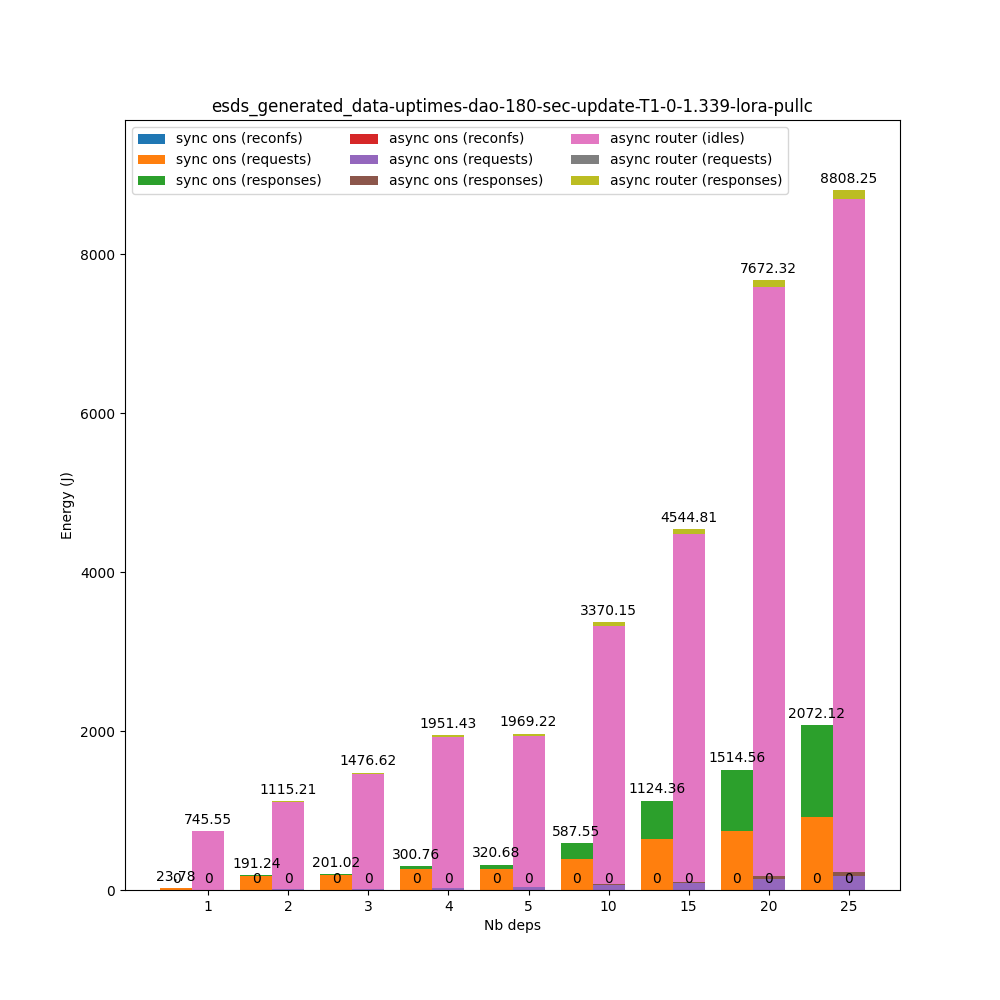 esds_generated_data-uptimes-dao-180-sec-update-T1-0-1.339-lora-pullc
sync ons (reconfs) async ons (reconfs) async router (idles)
sync ons (requests) async ons (requests) async router (requests)
sync ons (responses) async ons (responses) async router (responses)
8808.25
8000
7672.32
6000
Energy (J)
4544.81
4000
3370.15
2000
2072.12
1951.43 1969.22
1514.56
1476.62
1115.21
1124.36
745.55
587.55
300.76 320.68
191.24 201.02
23.78
0 0 0 0 0 0 0 0 0 0 0 0 0 0 0 0 0 0
0
1 2 3 4 5 10 15 20 25
Nb deps